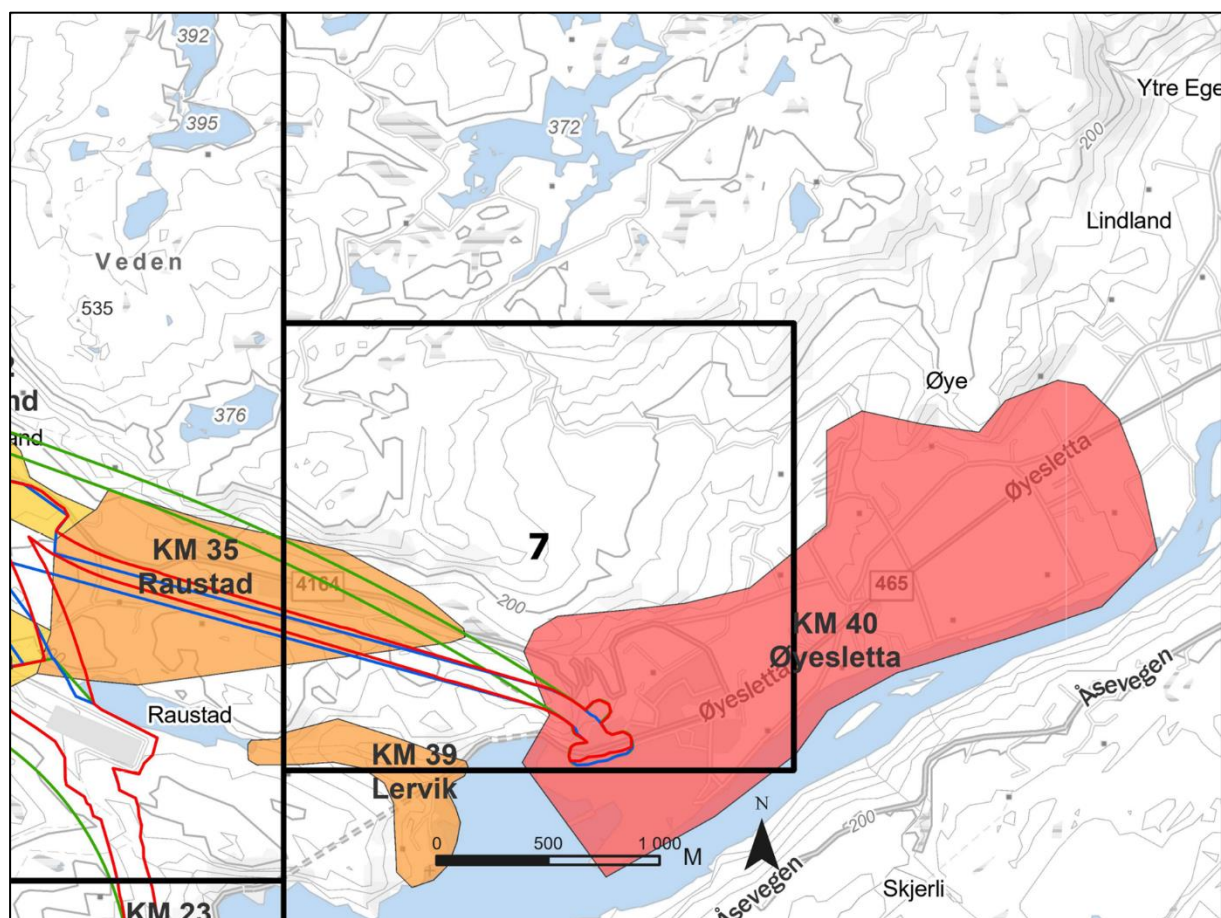 392
395
372
Ytre Ege
200
Lindland
Veden
535
nd
and
376
Øye
7
KM 35
Raustad
4164
200
465
Øyesletta
KM 40
Øyesletta
Øyesletta
Raustad
KM 39
Lervik
Åsevegen
0
500
1 000
M
N
200
Åsevegen
Skjerli
KM 23